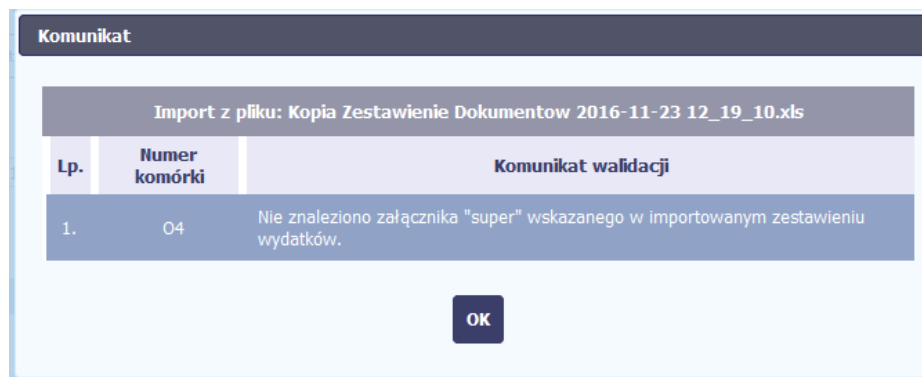 Komunikat
Import z pliku: Kopia Zestawienie Dokumentow 2016-11-23 12_19_10.xls
Lp. Numer komórki Komunikat walidacji
1. O4 Nie znaleziono załącznika "super" wskazanego w importowanym zestawieniu
wydatków.
OK